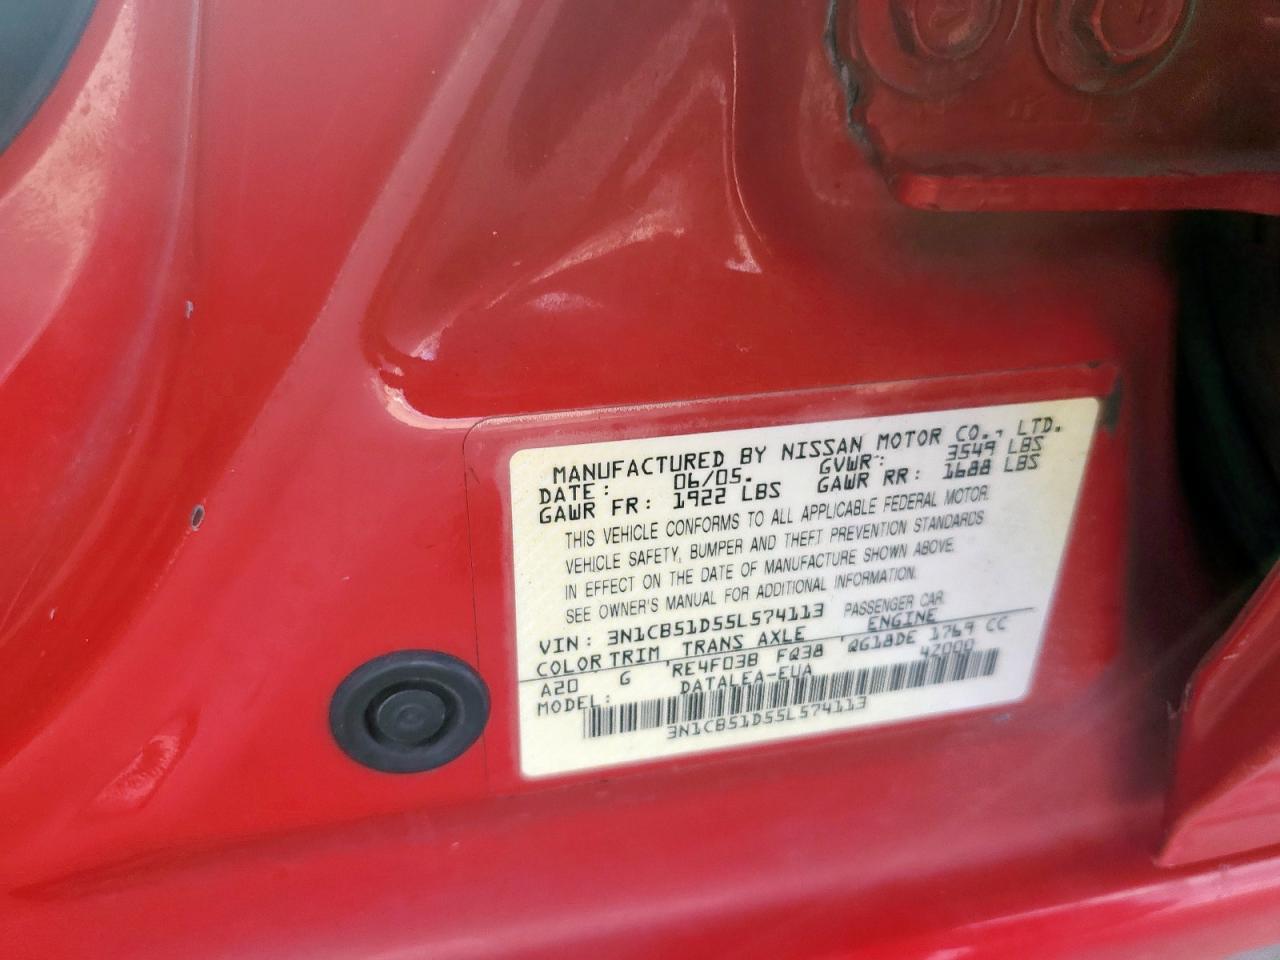 MANUFACTURED BY NISSAN MOTOR CO., LTD.
DATE: 06/05. GVWR: 3549 LBS
GAWR FR: 1922 LBS GAWR RR: 1688 LBS
THIS VEHICLE CONFORMS TO ALL APPLICABLE FEDERAL MOTOR
VEHICLE SAFETY, BUMPER AND THEFT PREVENTION STANDARDS
IN EFFECT ON THE DATE OF MANUFACTURE SHOWN ABOVE.
SEE OWNER'S MANUAL FOR ADDITIONAL INFORMATION.
VIN: 3N1CB51D55L574113 PASSENGER CAR
COLOR TRIM TRANS AXLE ENGINE
A20 G 'RE4F03B FQ38 'QG18DE 1769 CC
MODEL: DATALEA-EUA 4Z000
3N1CB51D55L574113